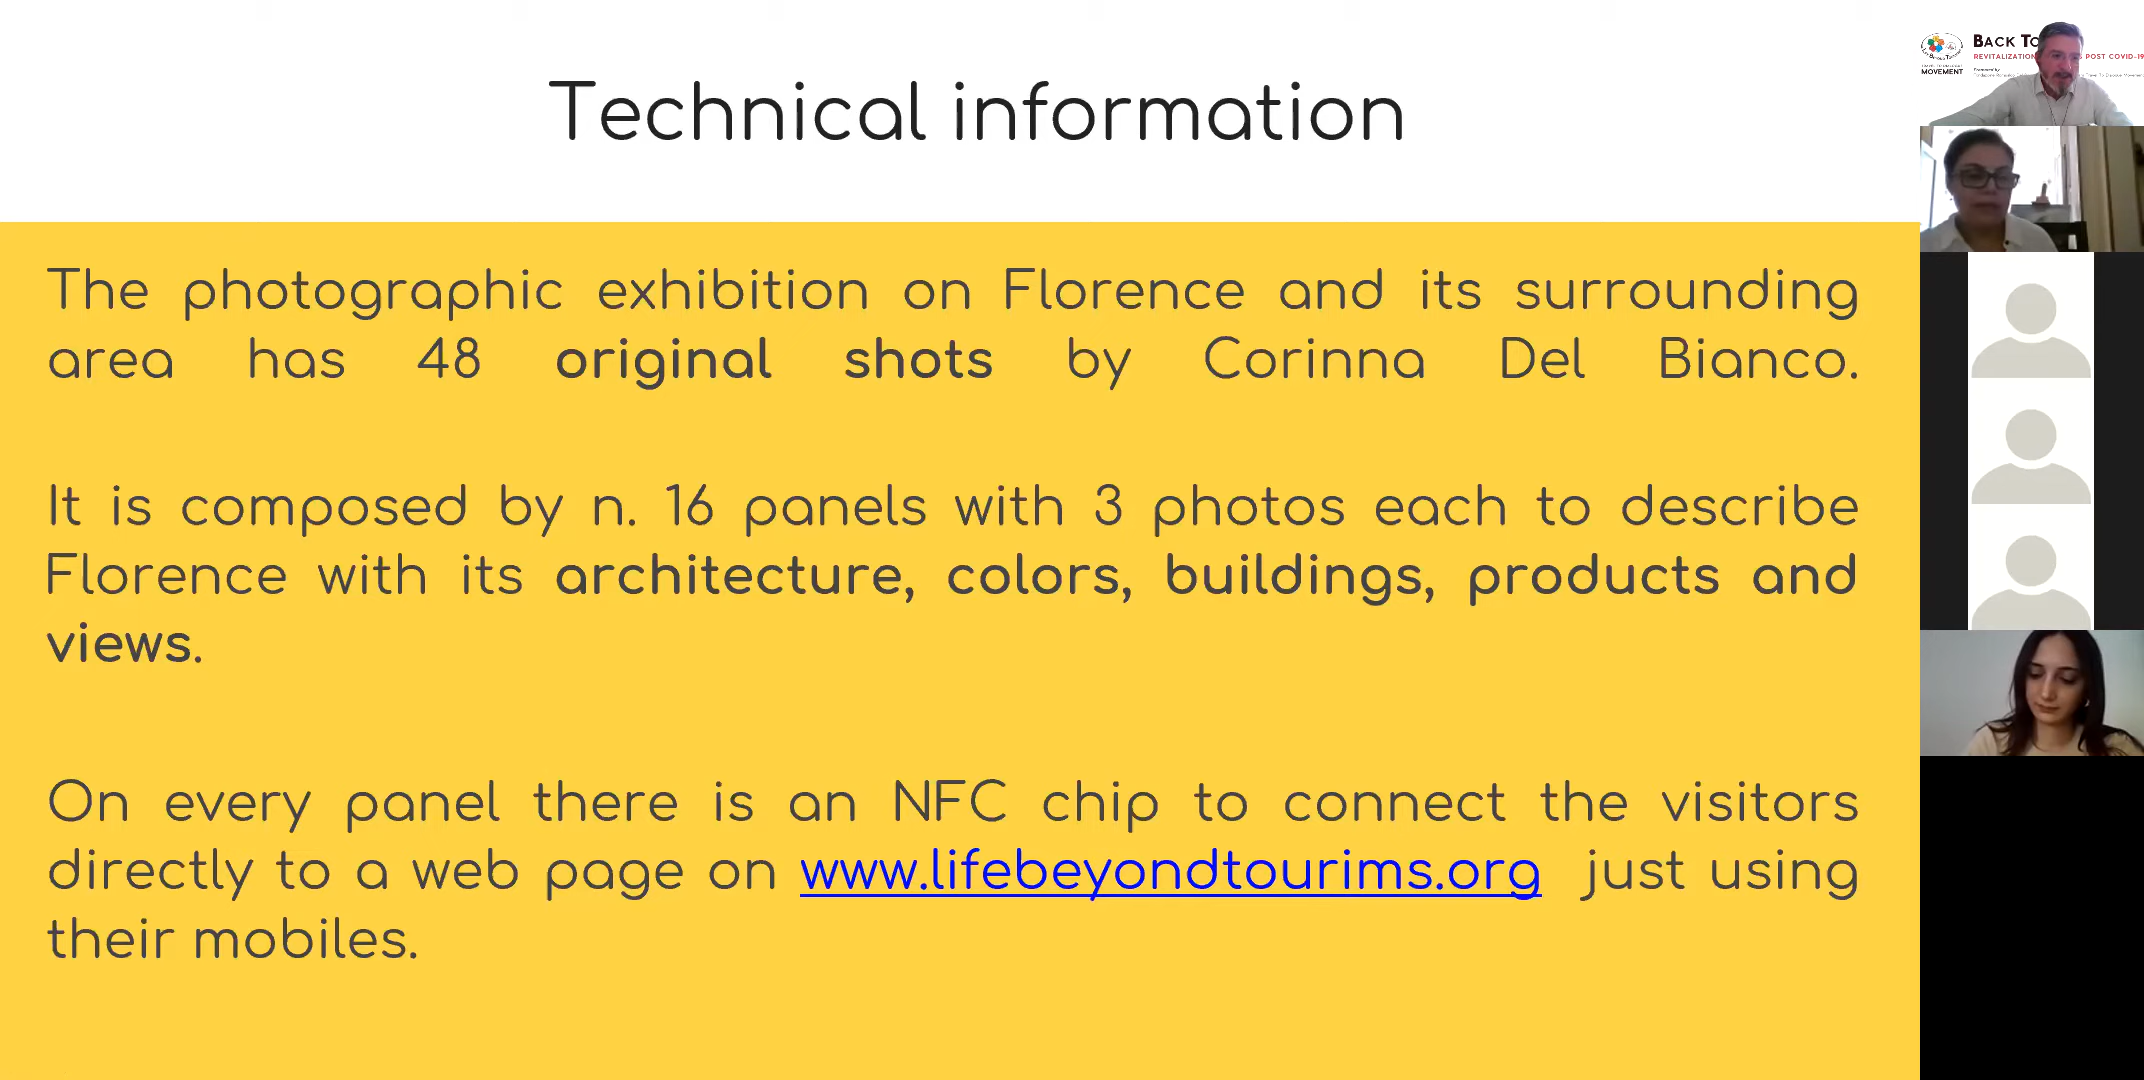 Technical information
The photographic exhibition on Florence and its surrounding
area has 48 original shots by Corinna Del Bianco.
It is composed by n. 16 panels with 3 photos each to describe
Florence with its architecture, colors, buildings, products and
views.
On every panel there is an NFC chip to connect the visitors
directly to a web page on www.lifebeyondtourims.org just using
their mobiles.
BACK TO
REVITALIZATION POST COVID-19
MOVEMENT